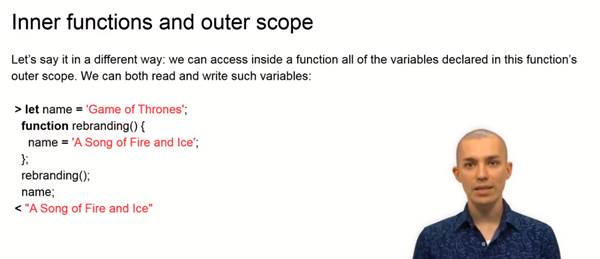 Inner functions and outer scope
Let’s say it in a different way: we can access inside a function all of the variables declared in this function’s
outer scope. We can both read and write such variables:
> let name = 'Game of Thrones';
function rebranding() {
name = 'A Song of Fire and Ice';
};
rebranding();
name;
< "A Song of Fire and Ice"